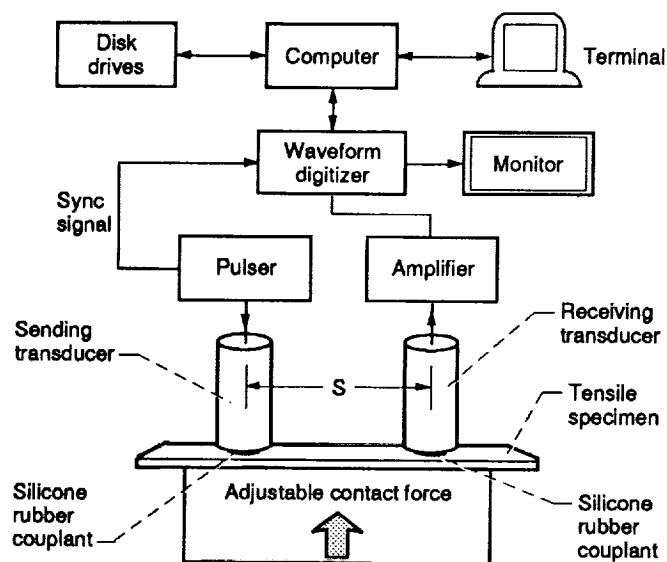 Disk
drives
Computer
Terminal
Waveform
digitizer
Monitor
Sync
signal
Pulser
Amplifier
Sending
transducer
Receiving
transducer
S
Tensile
specimen
Silicone
rubber
couplant
Adjustable contact force
Silicone
rubber
couplant